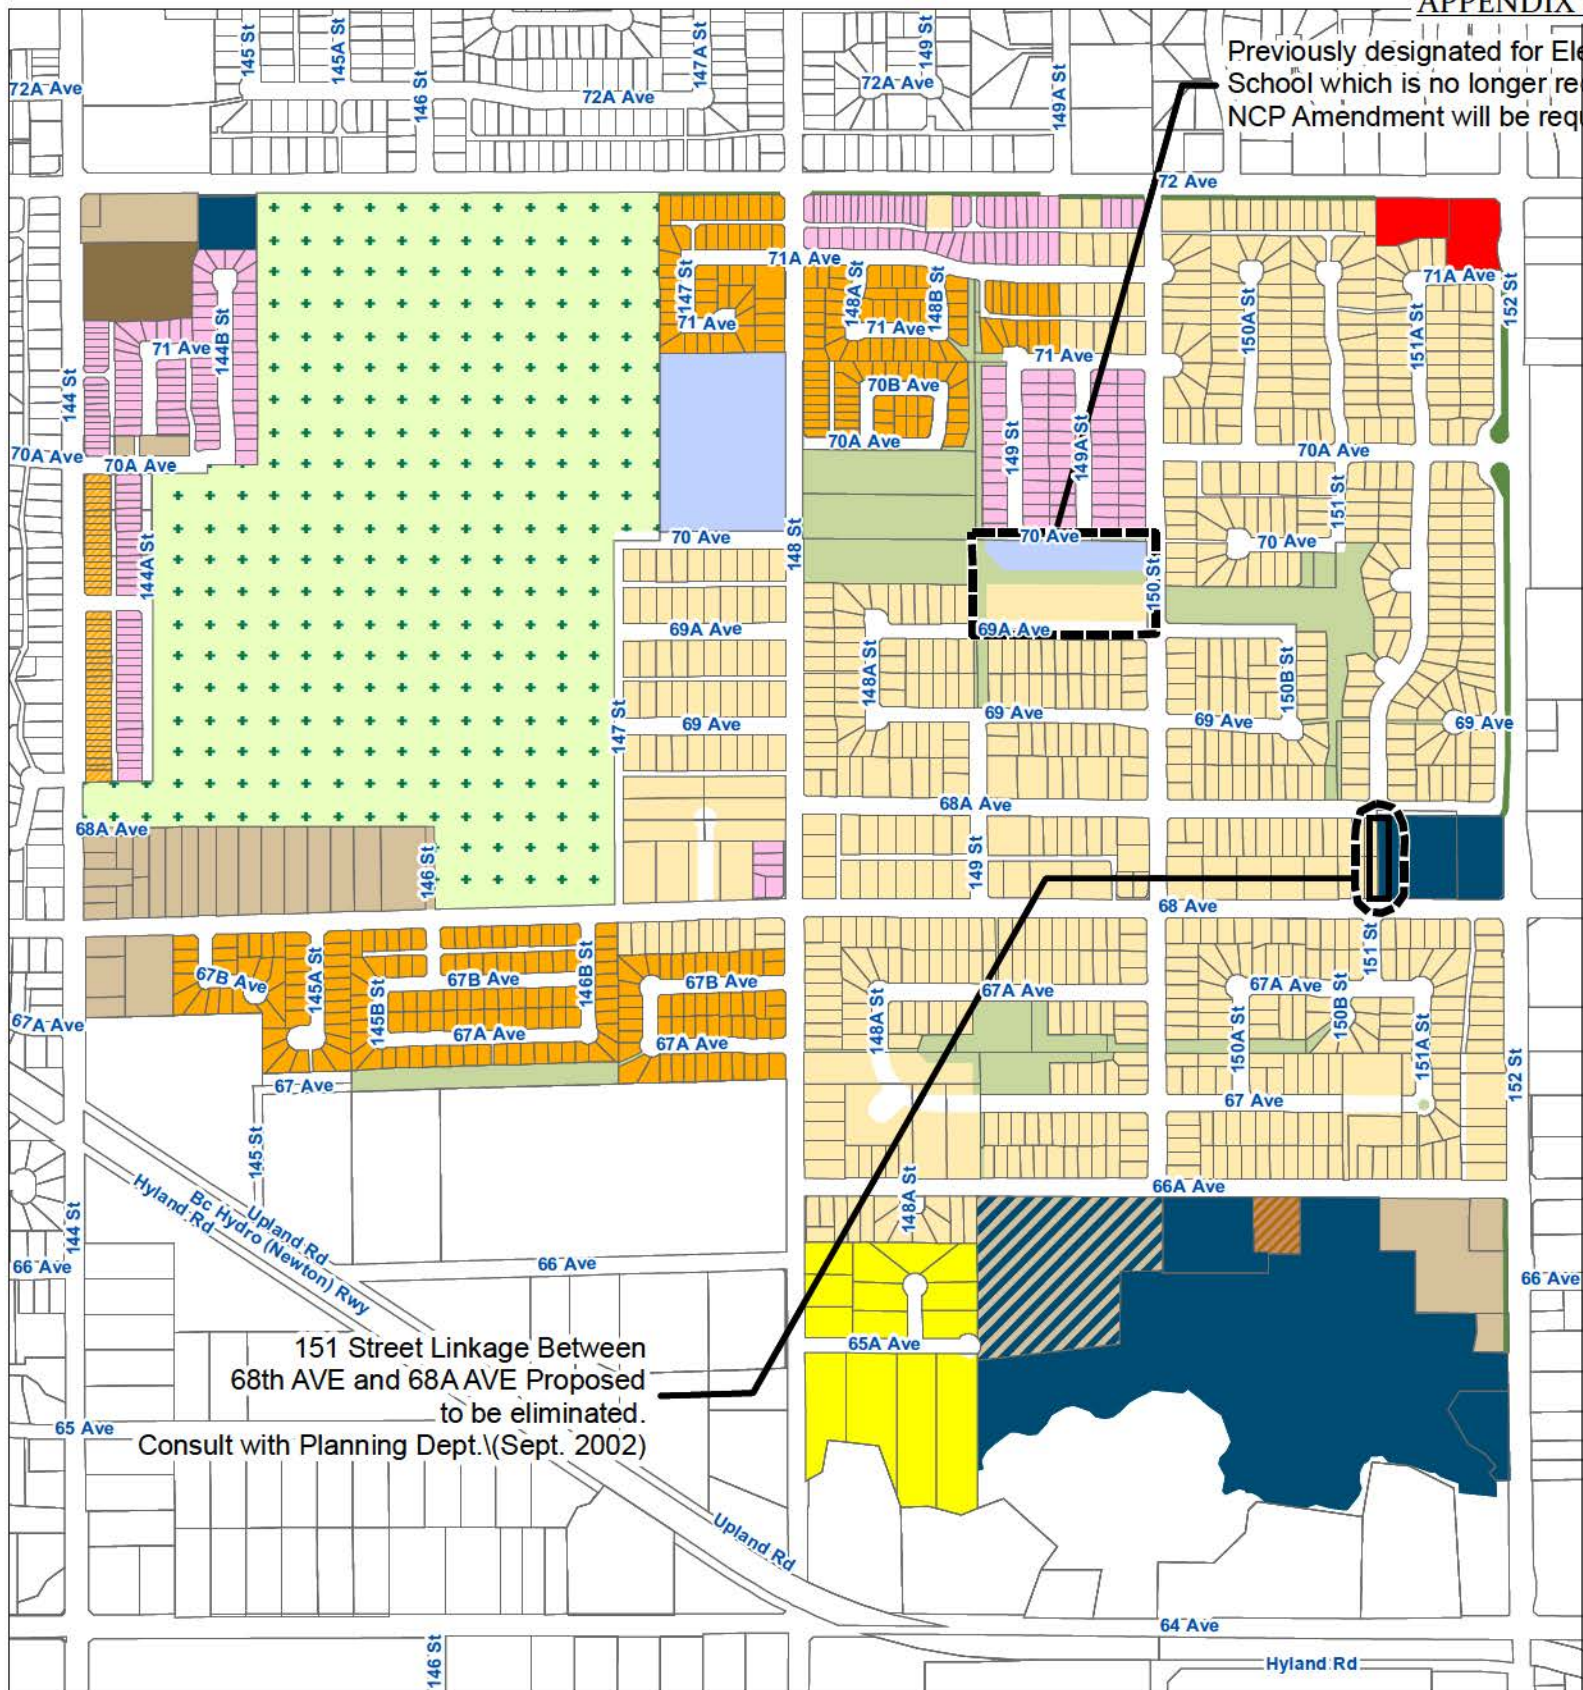 APPENDIX
Previously designated for Ele
School which is no longer re
NCP Amendment will be requ
145 St
145A St
146 St
147A St
149 St
149A St
72A Ave
72A Ave
72A Ave
72 Ave
71A Ave
71A Ave
147 St
148A St
148B St
71 Ave
71 Ave
71 Ave
71 Ave
144B St
144 St
150A St
151A St
152 St
70B Ave
70A Ave
70A Ave
70A Ave
70A Ave
149 St
149A St
151 St
144A St
70 Ave
148 St
70 Ave
150 St
70 Ave
69A Ave
69A Ave
148A St
150B St
147 St
69 Ave
69 Ave
69 Ave
69 Ave
68A Ave
68A Ave
146 St
149 St
68 Ave
151 St
67B Ave
145A St
145B St
67B Ave
146B St
67B Ave
67A Ave
67A Ave
67A Ave
67A Ave
67A Ave
148A St
150A St
150B St
151A St
152 St
67 Ave
67 Ave
145 St
144 St
Hyland Rd
Bc Hydro (Newton) Rwy
Upland Rd
148A St
66A Ave
66 Ave
66 Ave
66 Ave
65A Ave
151 Street Linkage Between
68th AVE and 68A AVE Proposed
to be eliminated.
Consult with Planning Dept.\(Sept. 2002)
65 Ave
Upland Rd
64 Ave
146 St
Hyland Rd